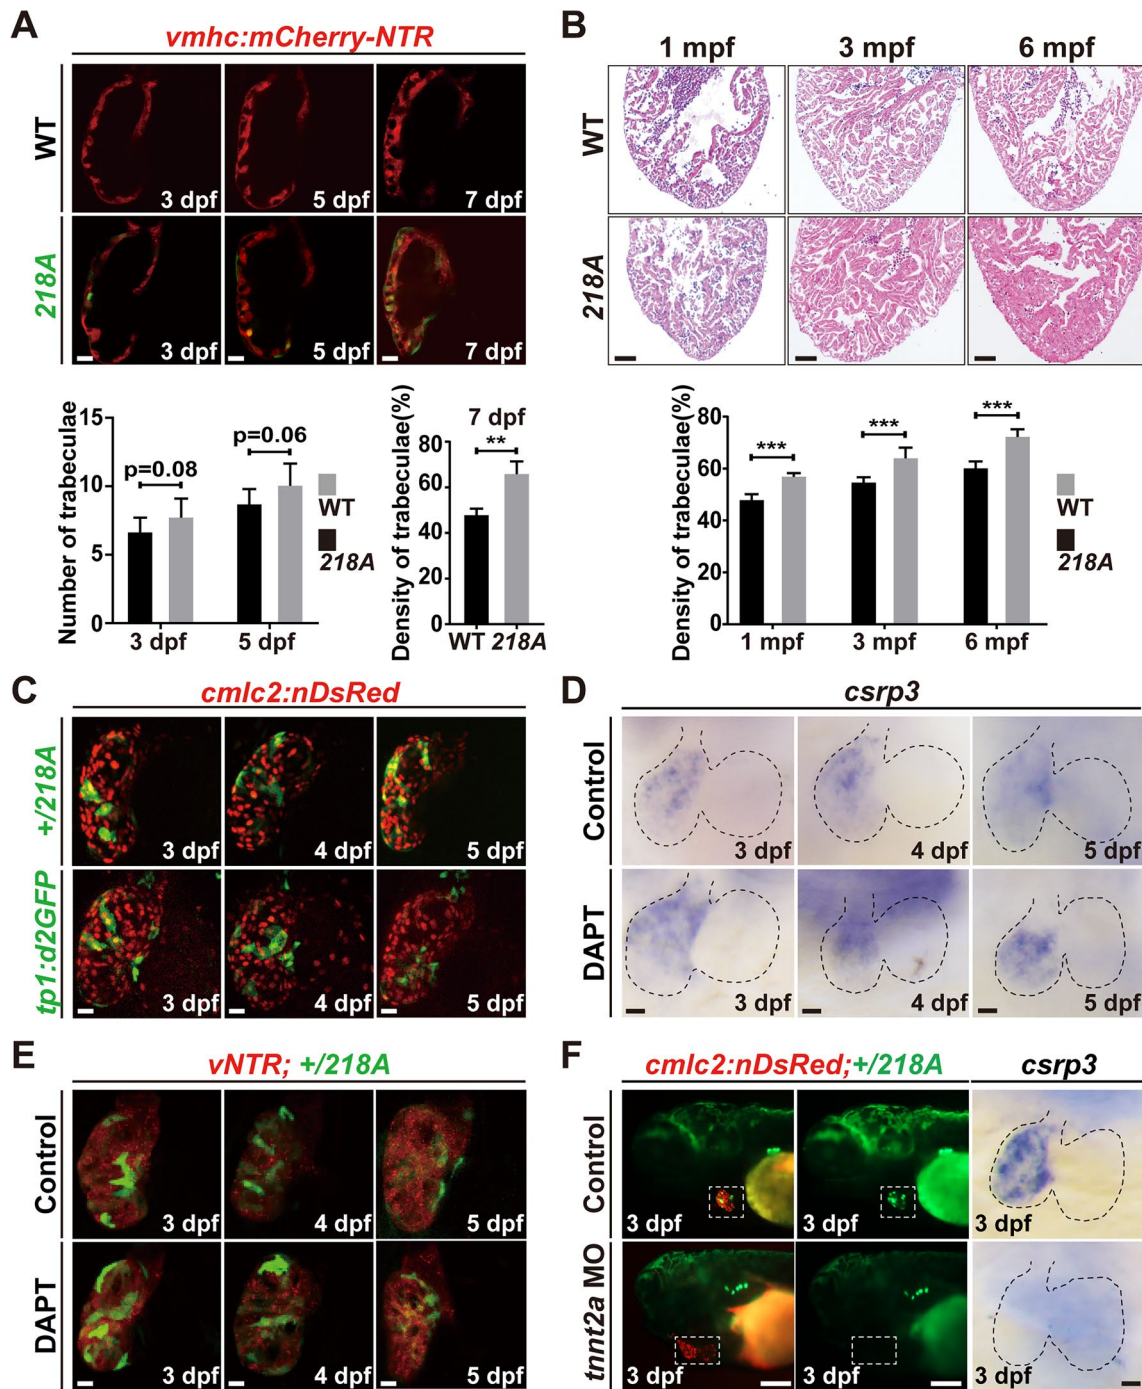 A
vmhc:mCherry-NTR
WT
3 dpf
5 dpf
7 dpf
218A
3 dpf
5 dpf
7 dpf
Number of trabeculae
15
10
5
0
p=0.08
p=0.06
3 dpf
5 dpf
WT
218A
Density of trabeculae(%)
80
60
40
20
0
7 dpf
**
WT 218A
B
1 mpf
3 mpf
6 mpf
WT
218A
Density of trabeculae(%)
80
60
40
20
0
***
***
***
1 mpf
3 mpf
6 mpf
WT
218A
C
cmlc2:nDsRed
+/218A
3 dpf
4 dpf
5 dpf
tp1:d2GFP
3 dpf
4 dpf
5 dpf
D
csrp3
Control
3 dpf
4 dpf
5 dpf
DAPT
3 dpf
4 dpf
5 dpf
E
vNTR; +/218A
Control
3 dpf
4 dpf
5 dpf
DAPT
3 dpf
4 dpf
5 dpf
F
cmlc2:nDsRed;+/218A
csrp3
Control
3 dpf
3 dpf
3 dpf
tnnt2a MO
3 dpf
3 dpf
3 dpf